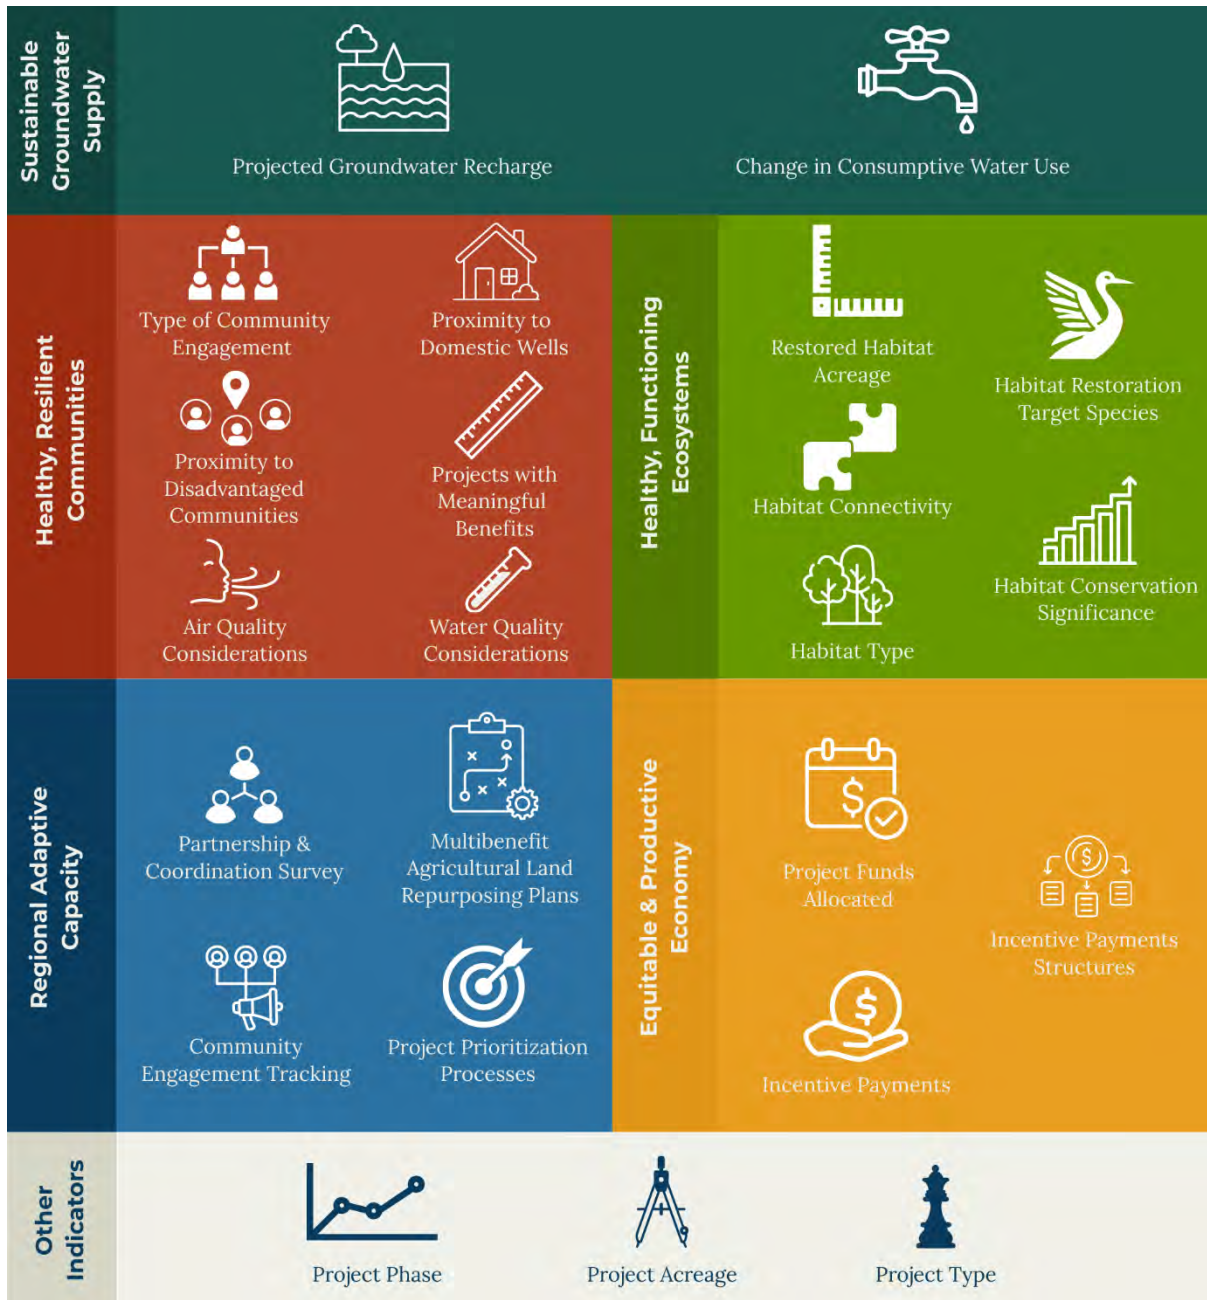 Sustainable
Groundwater
Supply
Projected Groundwater Recharge
Change in Consumptive Water Use
Healthy, Resilient
Communities
Type of Community
Engagement
Proximity to
Domestic Wells
Proximity to
Disadvantaged
Communities
Projects with
Meaningful
Benefits
Air Quality
Considerations
Water Quality
Considerations
Healthy, Functioning
Ecosystems
Restored Habitat
Acreage
Habitat Restoration
Target Species
Habitat Connectivity
Habitat Conservation
Significance
Habitat Type
Regional Adaptive
Capacity
Partnership &
Coordination Survey
Multibenefit
Agricultural Land
Repurposing Plans
Community
Engagement Tracking
Project Prioritization
Processes
Equitable & Productive
Economy
$
Project Funds
Allocated
$
Incentive Payments
Structures
$
Incentive Payments
Other
Indicators
Project Phase
Project Acreage
Project Type